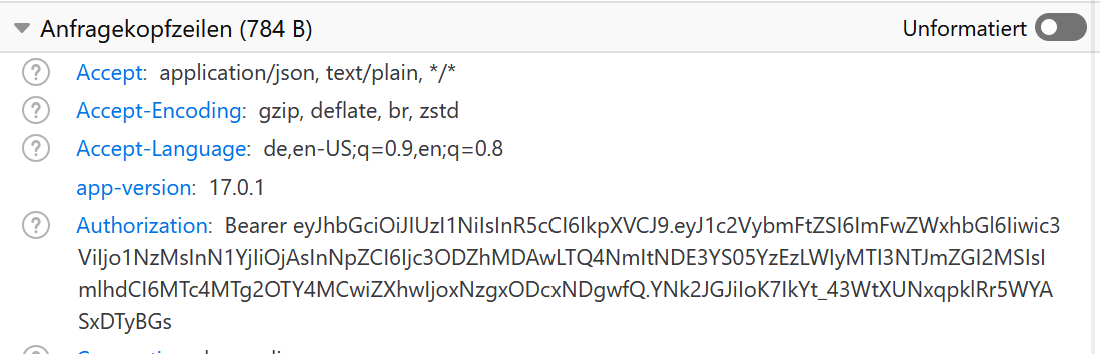 Anfragekopfzeilen (784 B)
Unformatiert
Accept: application/json, text/plain, */*
Accept-Encoding: gzip, deflate, br, zstd
Accept-Language: de,en-US;q=0.9,en;q=0.8
app-version: 17.0.1
Authorization: Bearer eyJhbGciOiJIUzI1NiIsInR5cCI6IkpXVCJ9.eyJ1c2VybmFtZSI6ImFwZWxhbGl6Iiwic3
ViIjo1NzMsInN1YjIiOjAsInNpZCI6Ijc3ODZhMDAwLTQ4NmItNDE3YS05YzEzLWIyMTI3NTJmZGI2MSIsI
mlhdCI6MTc4MTg2OTY4MCwiZXhwIjoxNzgxODcxNDgwfQ.YNk2JGJiIoK7IkYt_43WtXUNxqpklRr5WYA
SxDTyBGs